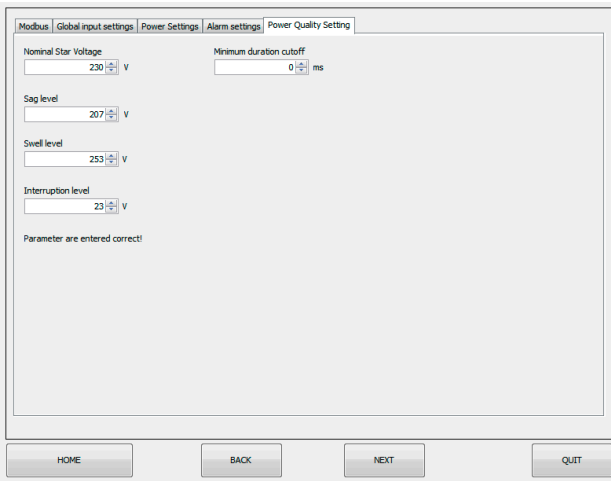 Modbus Global input settings Power Settings Alarm settings Power Quality Setting
Nominal Star Voltage Minimum duration cutoff
230 V 0 ms
Sag level
207 V
Swell level
253 V
Interruption level
23 V
Parameter are entered correct!
HOME BACK NEXT QUIT